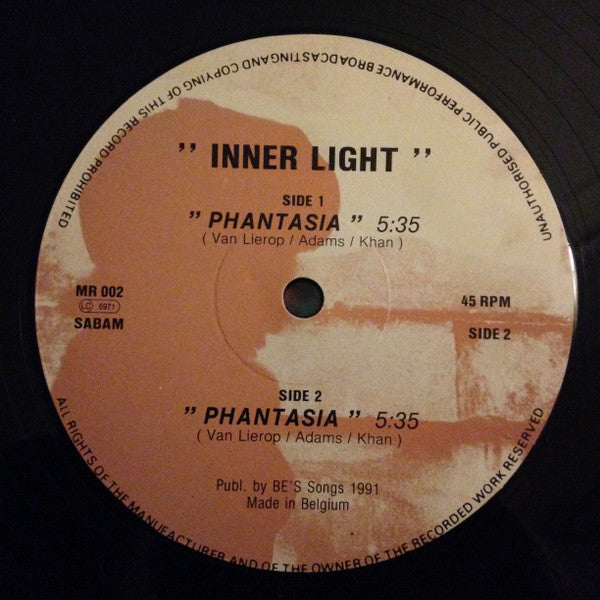 UNAUTHORISED PUBLIC PERFORMANCE BROADCASTINGAND COPYING OF THIS RECORD PROHIBITED
" INNER LIGHT "
SIDE 1
" PHANTASIA " 5:35
( Van Lierop / Adams / Khan )
MR 002
LC 6971
SABAM
45 RPM
SIDE 2
SIDE 2
" PHANTASIA " 5:35
( Van Lierop / Adams / Khan )
Publ. by BE'S Songs 1991
Made in Belgium
ALL RIGHTS OF THE MANUFACTURER AND OF THE OWNER OF THE RECORDED WORK RESERVED